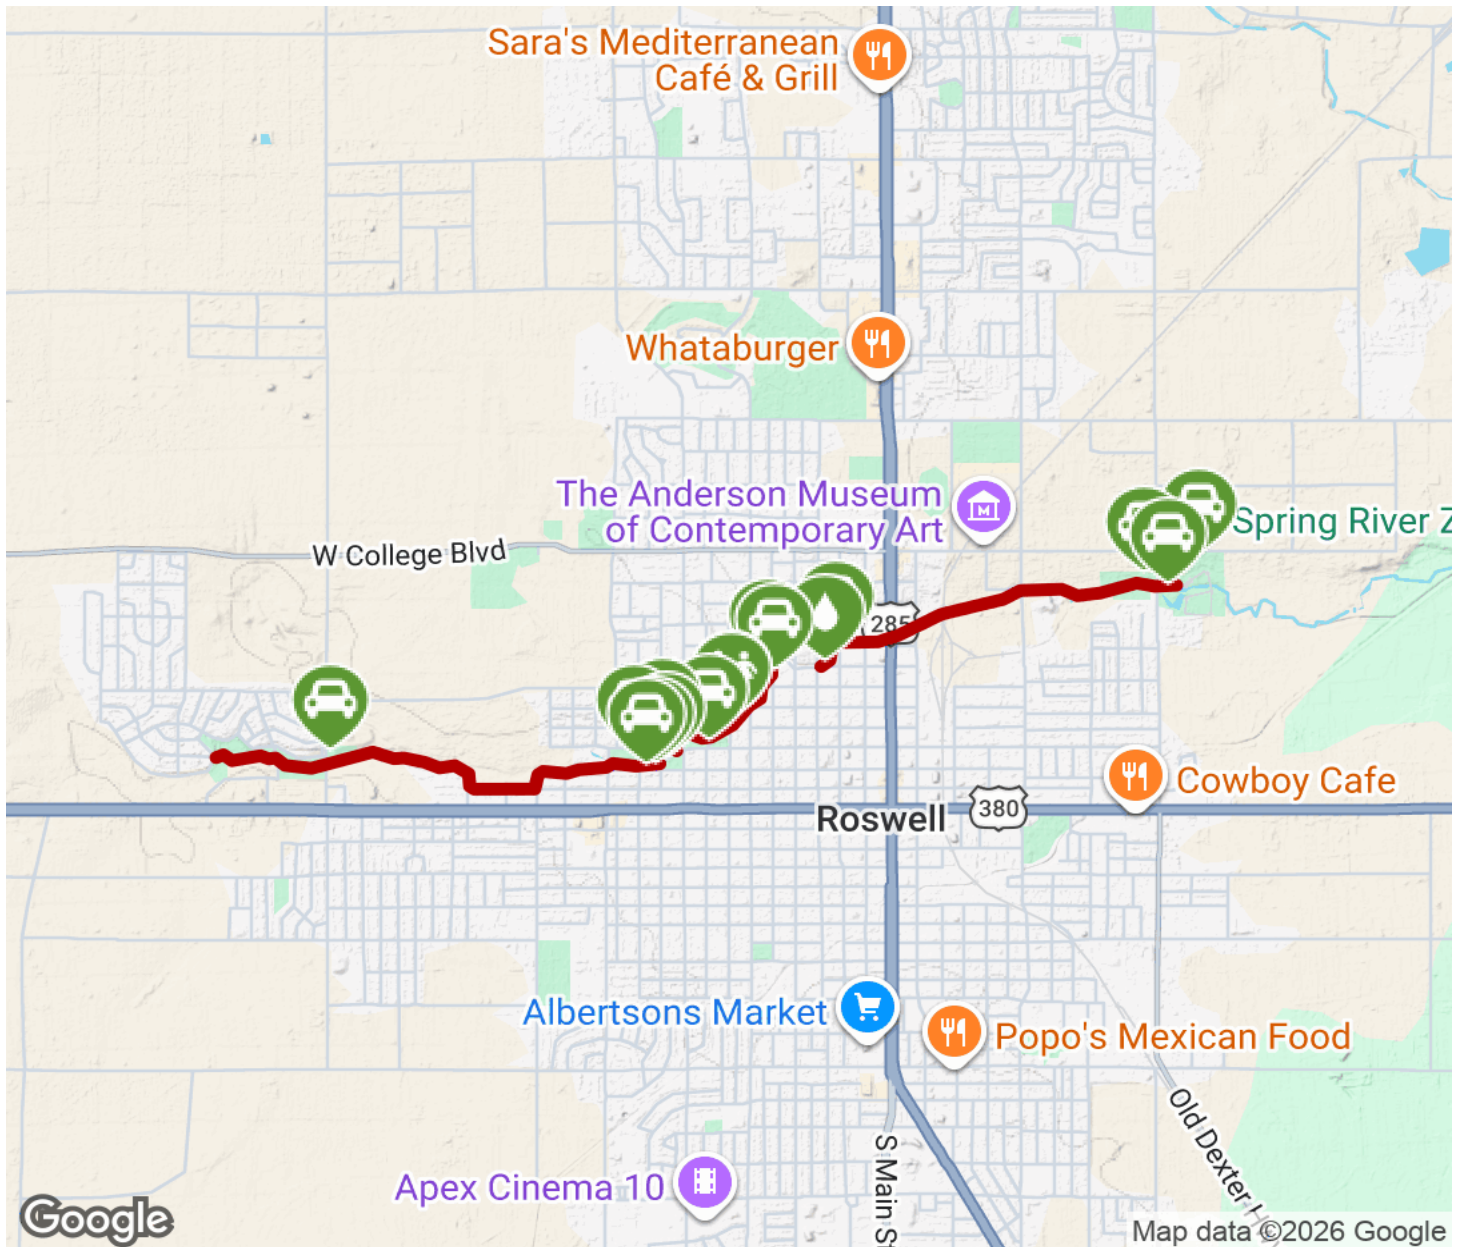 Sara's Mediterranean
Café & Grill
Whataburger
The Anderson Museum
of Contemporary Art
Spring River Z
W College Blvd
285
Cowboy Cafe
380
Roswell
Albertsons Market
Popo's Mexican Food
Old Dexter
S Main St
Apex Cinema 10
Google
Map data ©2026 Google